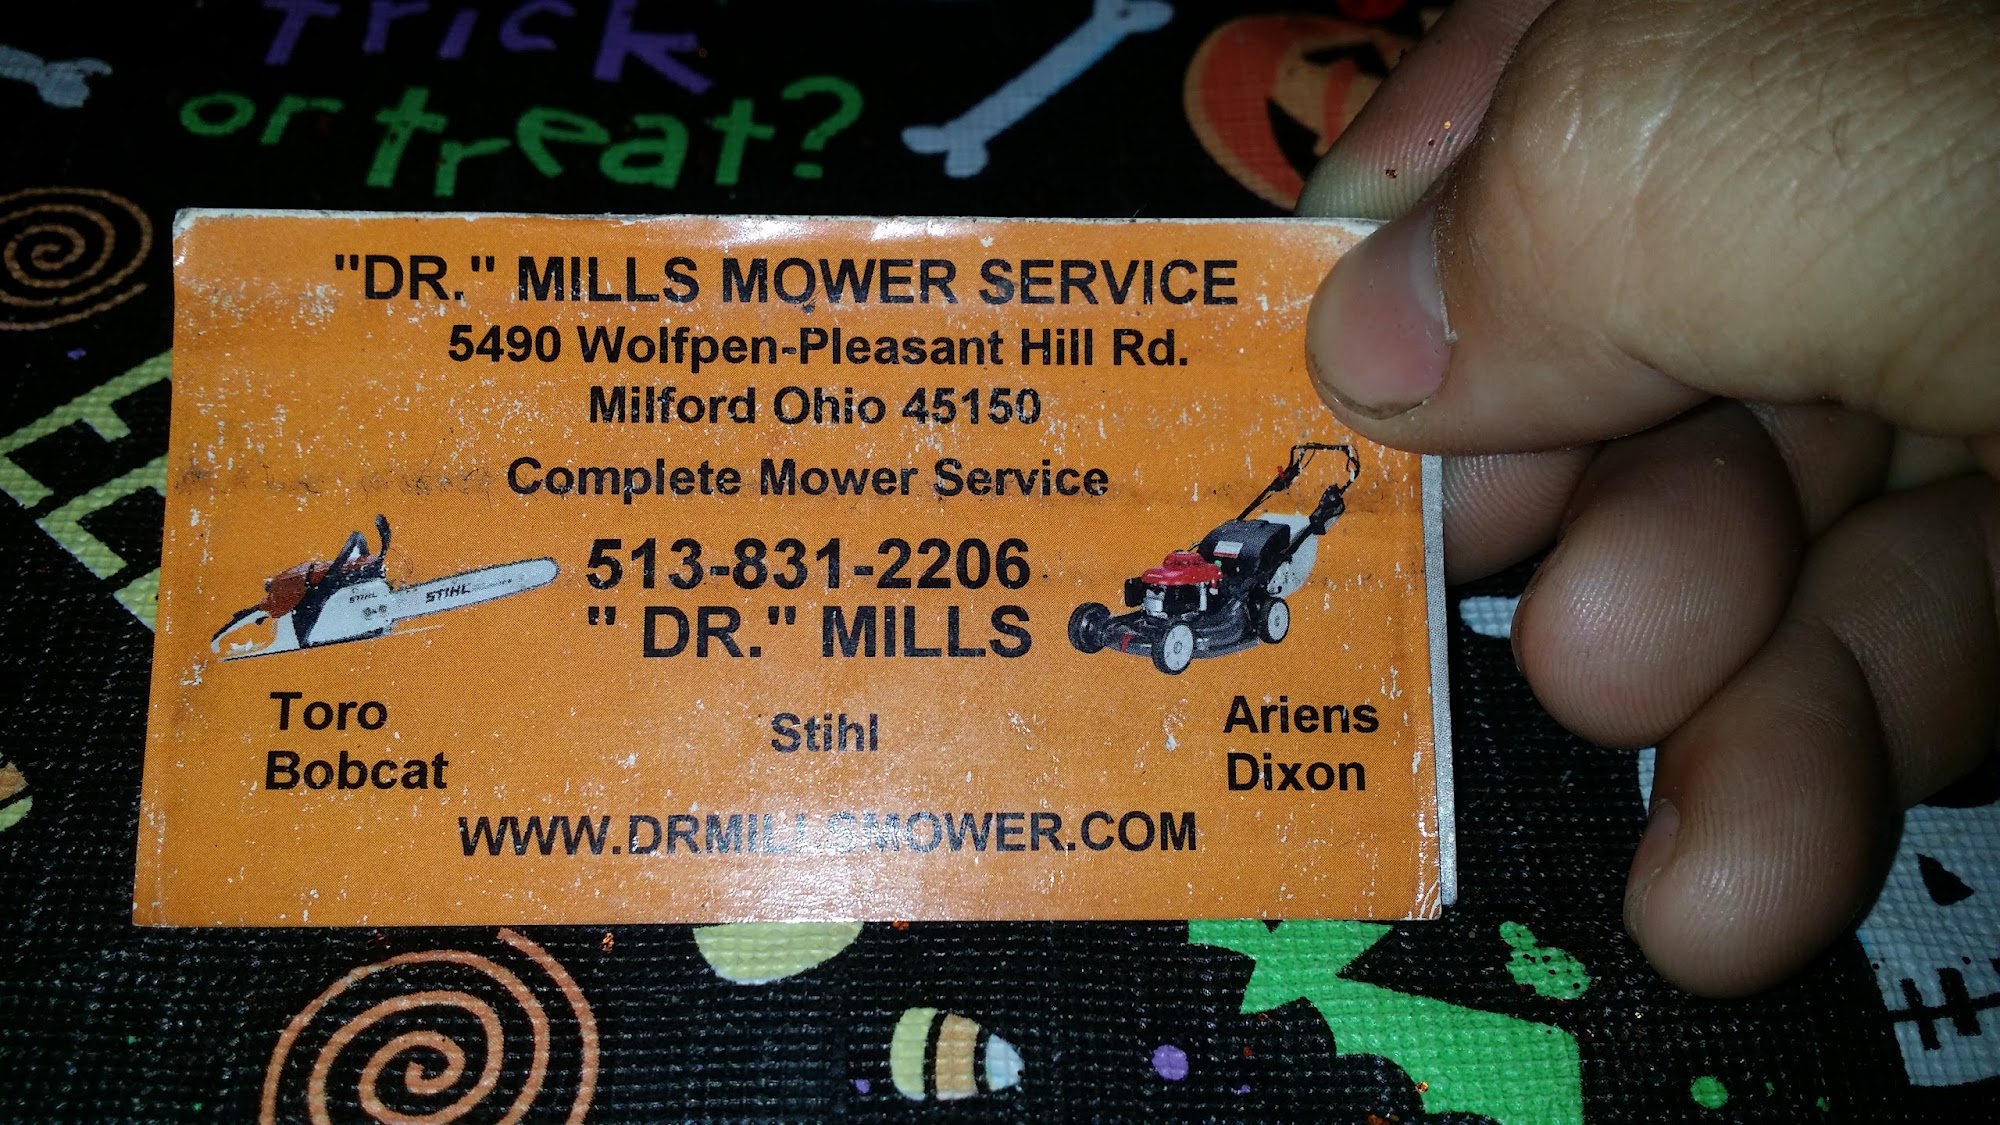 Trick
or treat?
"DR." MILLS MOWER SERVICE
5490 Wolfpen-Pleasant Hill Rd.
Milford Ohio 45150
Complete Mower Service
513-831-2206
" DR." MILLS
STIHL
STIHL
Toro
Bobcat
Stihl
Ariens
Dixon
WWW.DRMILLSMOWER.COM